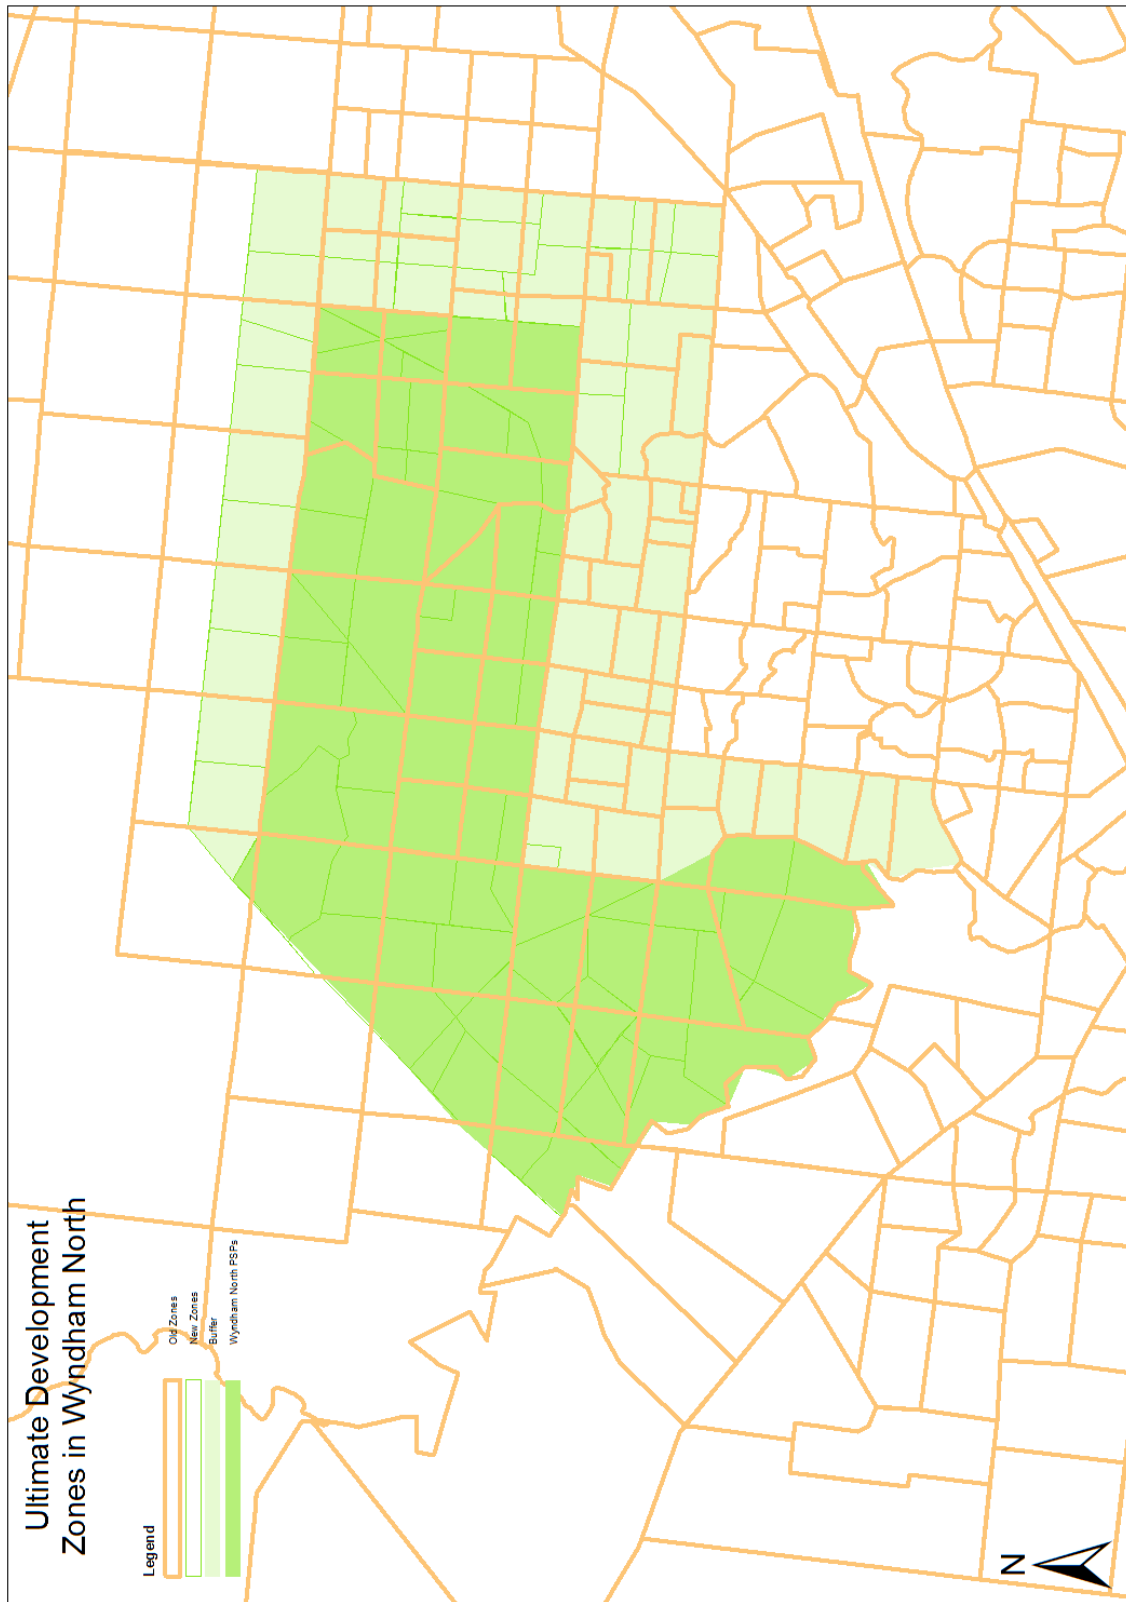 Ultimate Development
Zones in Wyndham North
Legend
Old Zones
New Zones
Buffer
Wyndham North PSPs
N